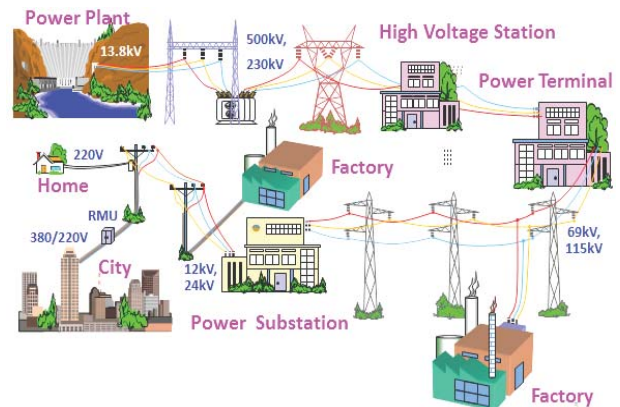 Power Plant
13.8kV
500kV,
230kV
High Voltage Station
Power Terminal
220V
Home
Factory
RMU
380/220V
City
12kV,
24kV
69kV,
115kV
Power Substation
Factory